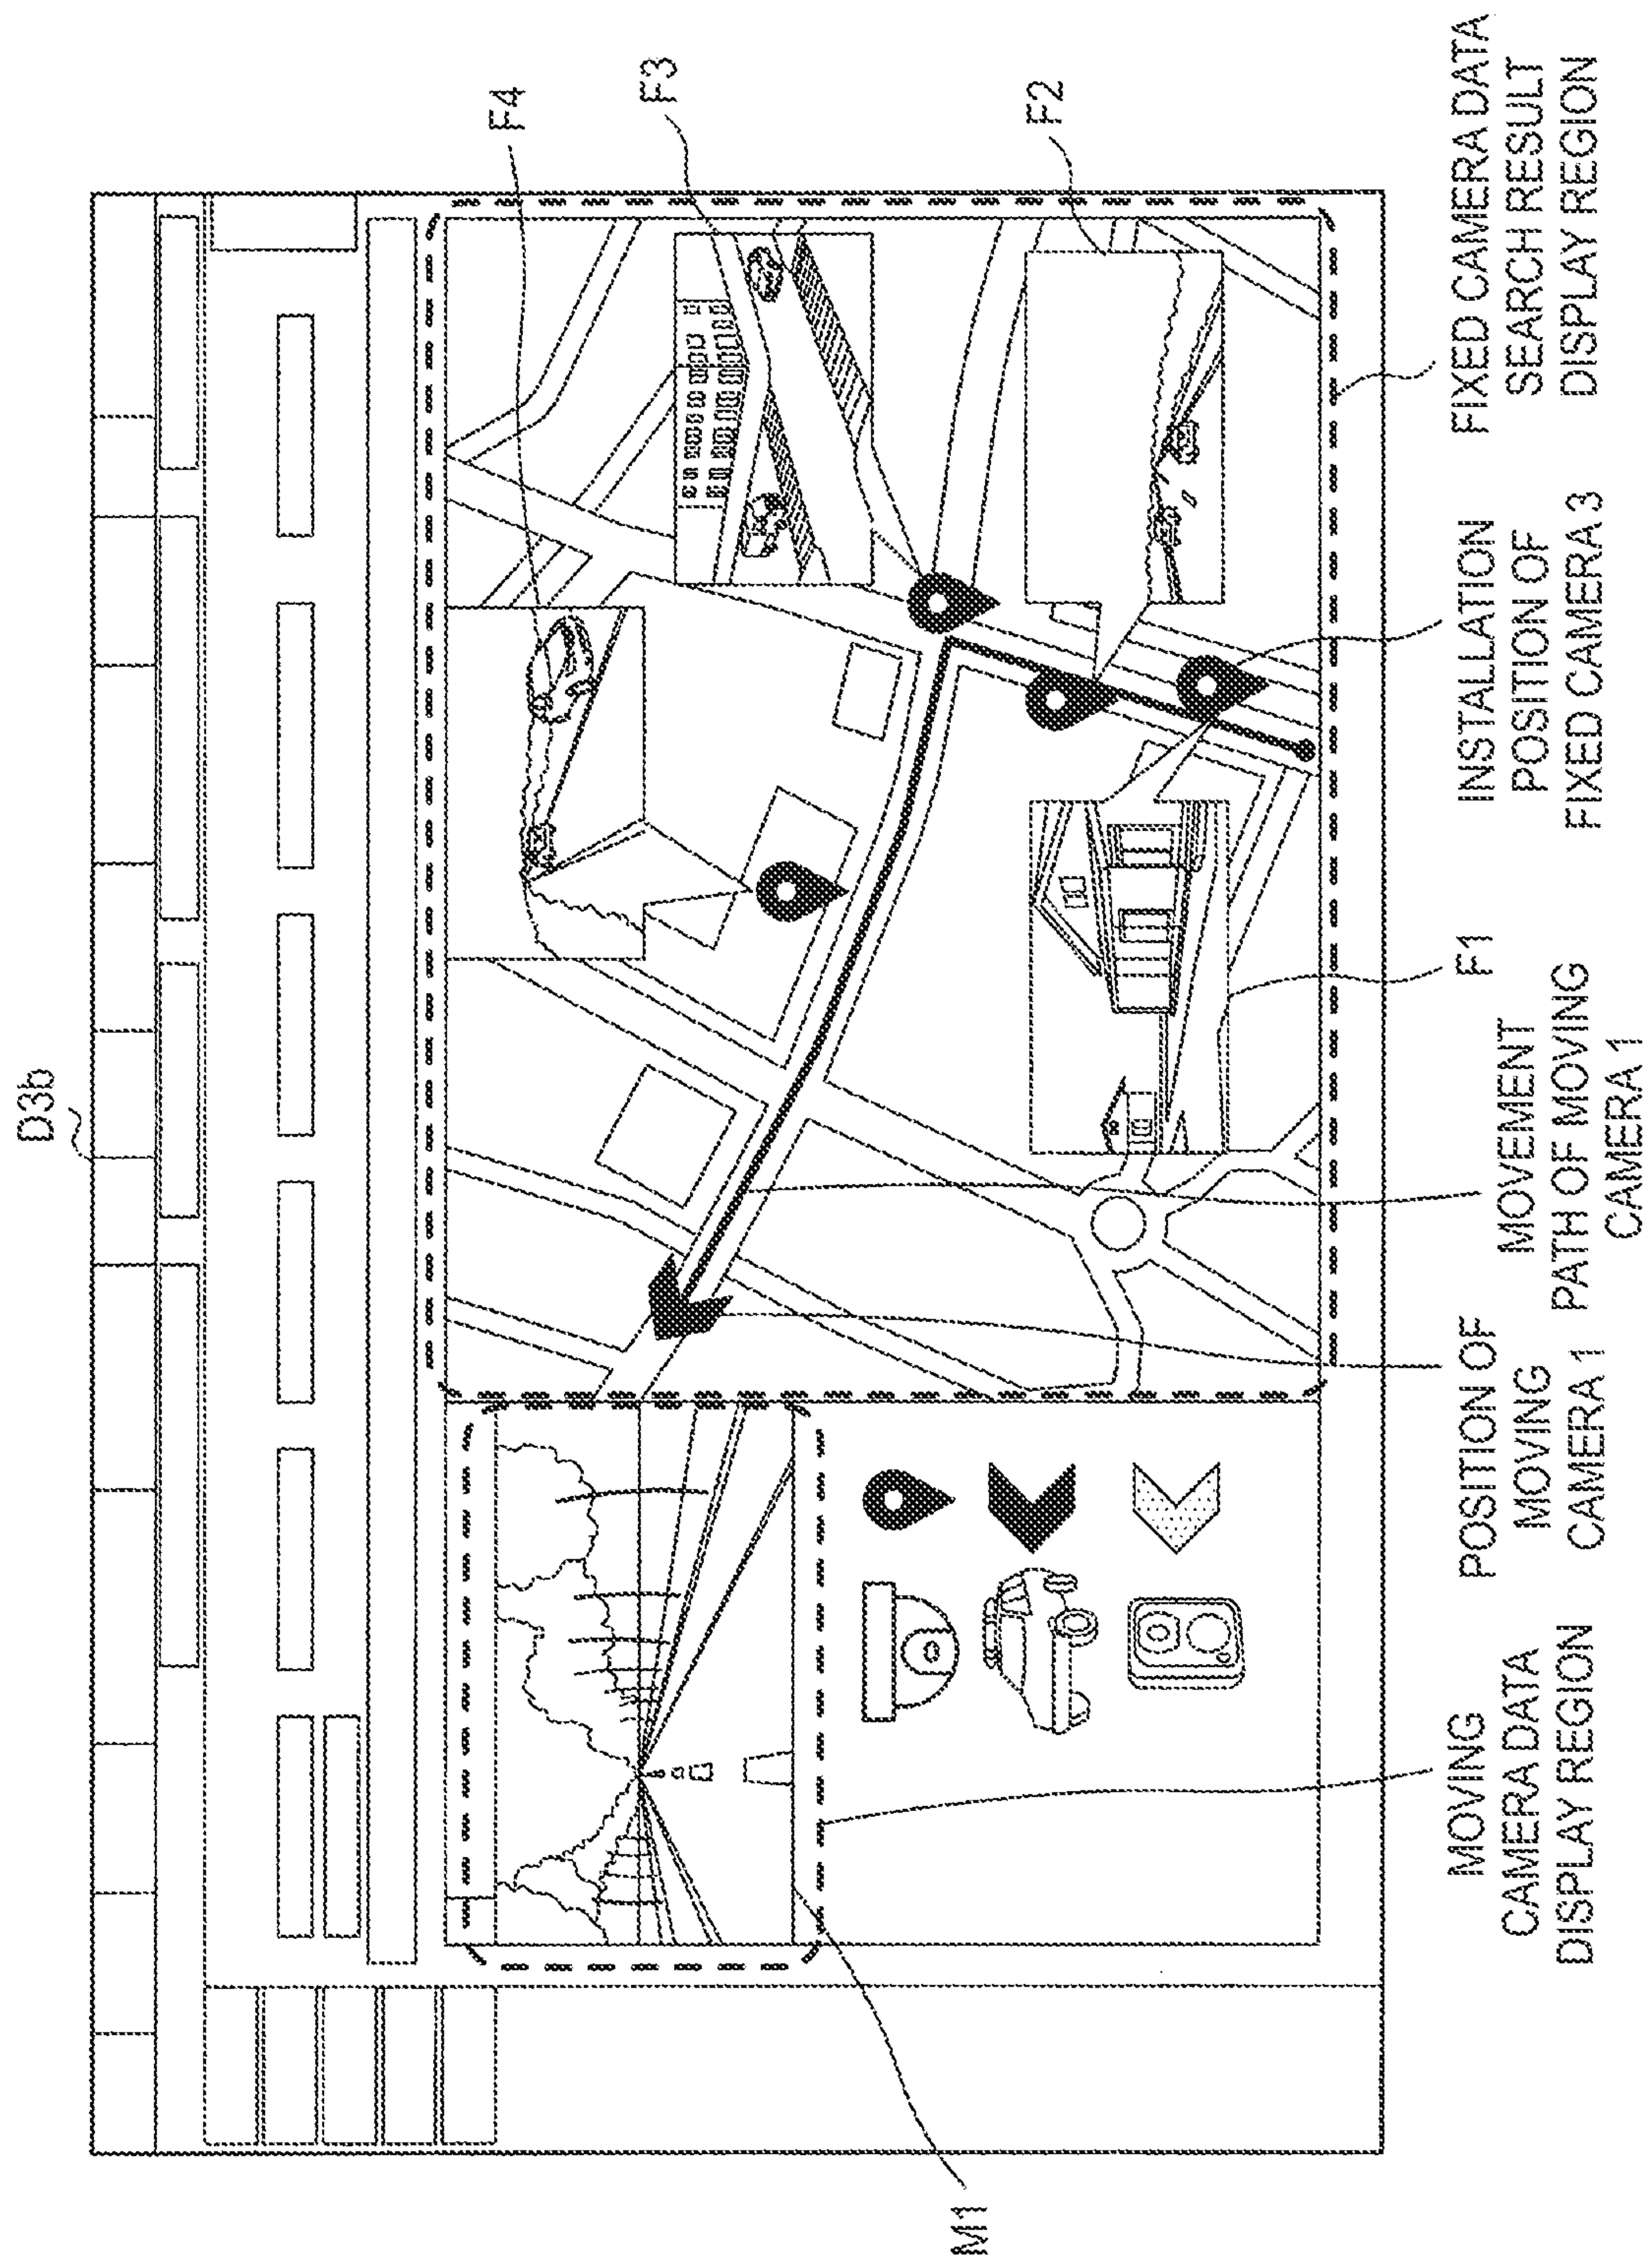 D3b
F4
F3
F2
M1
MOVING
CAMERA DATA
DISPLAY REGION
POSITION OF
MOVING
CAMERA 1
MOVEMENT
PATH OF MOVING
CAMERA 1
F1
INSTALLATION
POSITION OF
FIXED CAMERA 3
FIXED CAMERA DATA
SEARCH RESULT
DISPLAY REGION